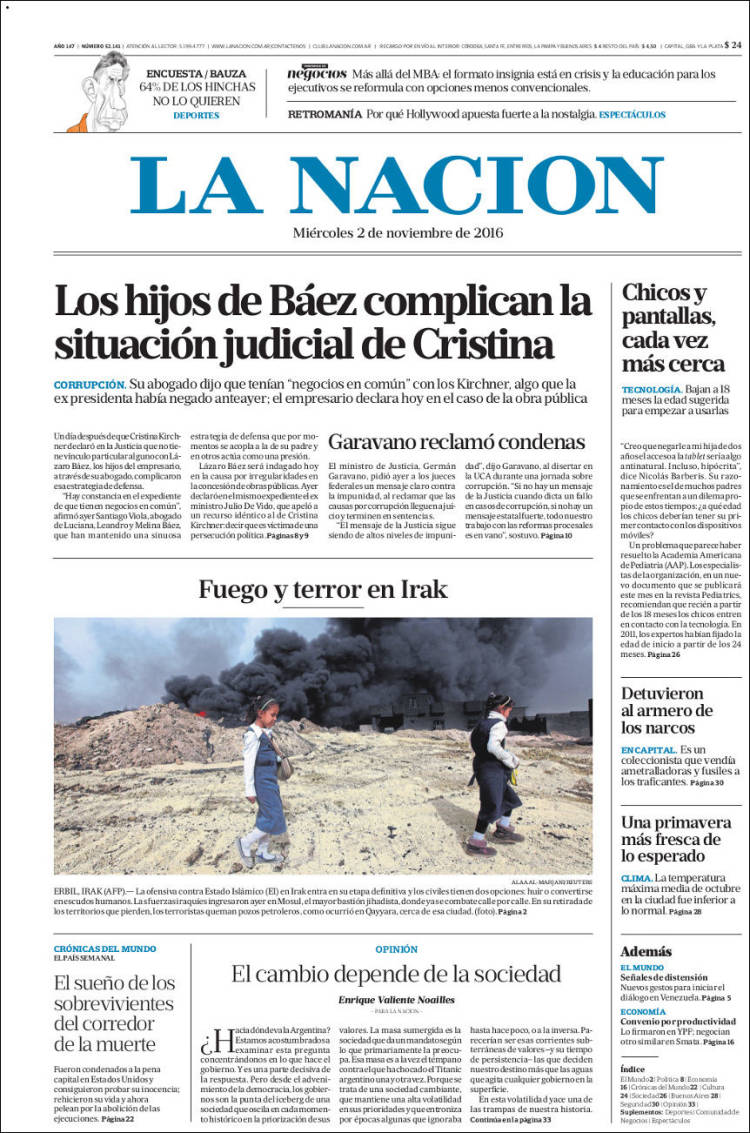 AÑO 147 | NÚMERO 52.141 | ATENCIÓN AL LECTOR: 5199-4777 | WWW.LANACION.COM.AR/CONTACTENOS | CLUB.LANACION.COM.AR | RECARGO POR ENVÍO AL INTERIOR: CÓRDOBA, SANTA FE, ENTRE RÍOS, LA PAMPA Y BUENOS AIRES: $ 4 RESTO DEL PAÍS: $ 4,50 | CAPITAL, GBA Y LA PLATA $ 24
ENCUESTA / BAUZA
64% DE LOS HINCHAS
NO LO QUIEREN
DEPORTES
negocios Más allá del MBA: el formato insignia está en crisis y la educación para los
ejecutivos se reformula con opciones menos convencionales.
RETROMANÍA Por qué Hollywood apuesta fuerte a la nostalgia. ESPECTÁCULOS
LA NACION
Miércoles 2 de noviembre de 2016
Los hijos de Báez complican la
situación judicial de Cristina
CORRUPCIÓN. Su abogado dijo que tenían "negocios en común" con los Kirchner, algo que la
ex presidenta había negado anteayer; el empresario declara hoy en el caso de la obra pública
Un día después de que Cristina Kirch-
ner declaró en la Justicia que no tie-
ne vínculo particular alguno con Lá-
zaro Báez, los hijos del empresario,
a través de su abogado, complicaron
esa estrategia de defensa.
"Hay constancia en el expediente
de que tienen negocios en común",
afirmó ayer Santiago Viola, abogado
de Luciana, Leandro y Melina Báez,
que han mantenido una sinuosa
estrategia de defensa que por mo-
mentos se acopla a la de su padre y
en otros actúa como una presión.
Lázaro Báez será indagado hoy
en la causa por irregularidades en
la concesión de obras públicas. Ayer
declaró en el mismo expediente el ex
ministro Julio De Vido, que apeló a
un recurso idéntico al de Cristina
Kirchner: decir que es víctima de una
persecución política. Páginas 8 y 9
Garavano reclamó condenas
El ministro de Justicia, Germán
Garavano, pidió ayer a los jueces
federales un mensaje claro contra
la impunidad, al reclamar que las
causas por corrupción lleguen a jui-
cio y terminen en sentencias.
"El mensaje de la Justicia sigue
siendo de altos niveles de impuni-
dad", dijo Garavano, al disertar en
la UCA durante una jornada sobre
corrupción. "Si no hay un mensaje
de la Justicia cuando dicta un fallo
en casos de corrupción, si no hay un
mensaje estatal fuerte, todo nuestro
trabajo con las reformas procesales
es en vano", sostuvo. Página 10
Fuego y terror en Irak
ALAA AL-MARJANI/REUTERS
ERBIL, IRAK (AFP).— La ofensiva contra Estado Islámico (EI) en Irak entra en su etapa definitiva y los civiles tienen dos opciones: huir o convertirse
en escudos humanos. Las fuerzas iraquíes ingresaron ayer en Mosul, el mayor bastión jihadista, donde ya se combate calle por calle. En su retirada de
los territorios que pierden, los terroristas queman pozos petroleros, como ocurrió en Qayyara, cerca de esa ciudad. (foto). Página 2
CRÓNICAS DEL MUNDO
EL PAÍS SEMANAL
El sueño de los
sobrevivientes
del corredor
de la muerte
Fueron condenados a la pena
capital en Estados Unidos y
consiguieron probar su inocencia;
rehicieron su vida y ahora
pelean por la abolición de las
ejecuciones. Página 22
OPINIÓN
El cambio depende de la sociedad
Enrique Valiente Noailles
– PARA LA NACION –
¿Hacia dónde va la Argentina?
Estamos acostumbrados a
examinar esta pregunta
concentrándonos en lo que hace el
gobierno. Y es una parte decisiva de
la respuesta. Pero desde el adveni-
miento de la democracia, los gobier-
nos son la punta del iceberg de una
sociedad que oscila en cada momen-
to histórico en la priorización de sus
valores. La masa sumergida es la
sociedad que da un mandato según
lo que primariamente la preocu-
pa. Esa masa es a la vez el témpano
contra el que ha chocado el Titanic
argentino una y otra vez. Porque se
trata de una sociedad cambiante,
que mantiene una alta volatilidad
en sus prioridades y que entroniza
por épocas algunas que ignoraba
hasta hace poco, o a la inversa. Pa-
recerían ser esas corrientes sub-
terráneas de valores –y su tiempo
de persistencia– las que deciden
nuestro destino más que las aguas
que agita cualquier gobierno en la
superficie.
En esta volatilidad yace una de
las trampas de nuestra historia.
Continúa en la página 33
Chicos y
pantallas,
cada vez
más cerca
TECNOLOGÍA. Bajan a 18
meses la edad sugerida
para empezar a usarlas
"Creo que negarle a mi hija de dos
años el acceso a la tablet sería algo
antinatural. Incluso, hipócrita",
dice Nicolás Barberis. Su razo-
namiento es el de muchos padres
que se enfrentan a un dilema pro-
pio de estos tiempos: ¿a qué edad
los chicos deberían tener su pri-
mer contacto con los dispositivos
móviles?
Un problema que parece haber
resuelto la Academia Americana
de Pediatría (AAP). Los especialis-
tas de la organización, en un nue-
vo documento que se publicará
este mes en la revista Pediatrics,
recomiendan que recién a partir
de los 18 meses los chicos entren
en contacto con la tecnología. En
2011, los expertos habían fijado la
edad de inicio a partir de los 24
meses. Página 26
Detuvieron
al armero de
los narcos
EN CAPITAL. Es un
coleccionista que vendía
ametralladoras y fusiles a
los traficantes. Página 30
Una primavera
más fresca de
lo esperado
CLIMA. La temperatura
máxima media de octubre
en la ciudad fue inferior a
lo normal. Página 28
Además
EL MUNDO
Señales de distensión
Nuevos gestos para iniciar el
diálogo en Venezuela. Página 5
ECONOMÍA
Convenio por productividad
Lo firmaron en YPF; negocian
otro similar en Smata. Página 16
Índice
El Mundo 2 | Política 8 | Economía
16 | Crónicas del Mundo 22 | Cultura
24 | Sociedad 26 | Buenos Aires 28 |
Seguridad 30 | Opinión 33 |
Suplementos: Deportes | Comunidad de
Negocios | Espectáculos